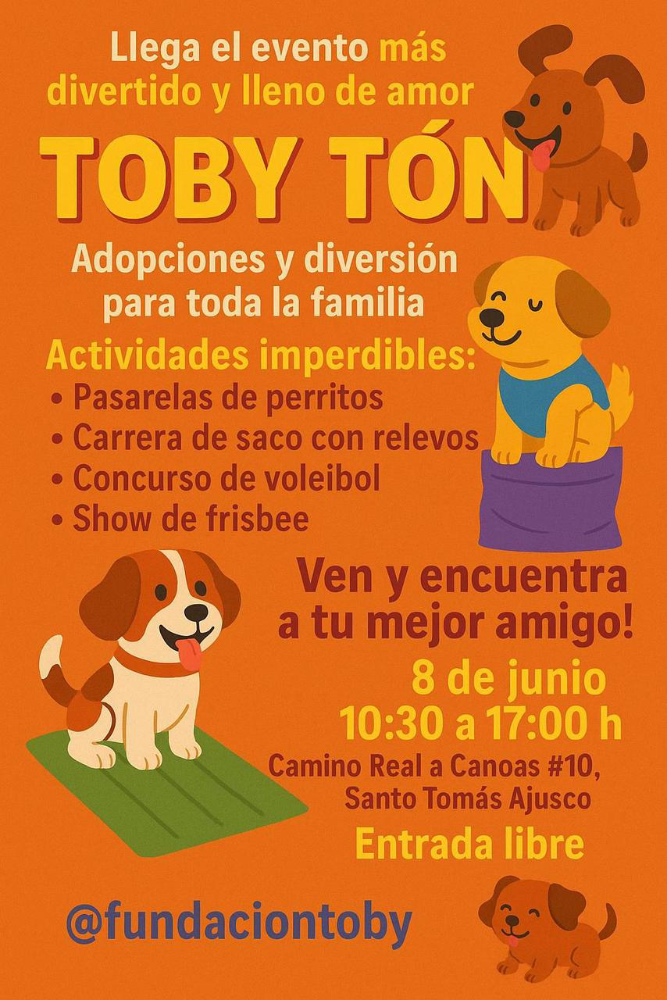 Llega el evento más
divertido y lleno de amor
TOBY TÓN
Adopciones y diversión
para toda la familia
Actividades imperdibles:
• Pasarelas de perritos
• Carrera de saco con relevos
• Concurso de voleibol
• Show de frisbee
Ven y encuentra
a tu mejor amigo!
8 de junio
10:30 a 17:00 h
Camino Real a Canoas #10,
Santo Tomás Ajusco
Entrada libre
@fundaciontoby